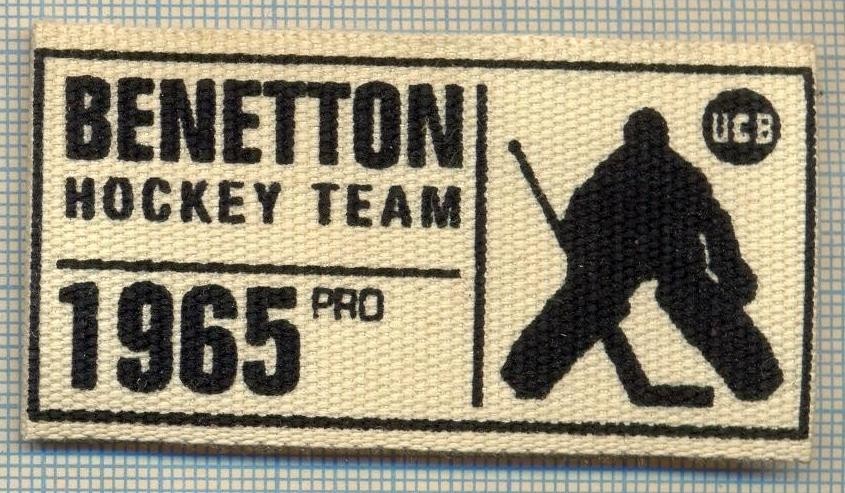 BENETTON
HOCKEY TEAM
1965 PRO
UCB